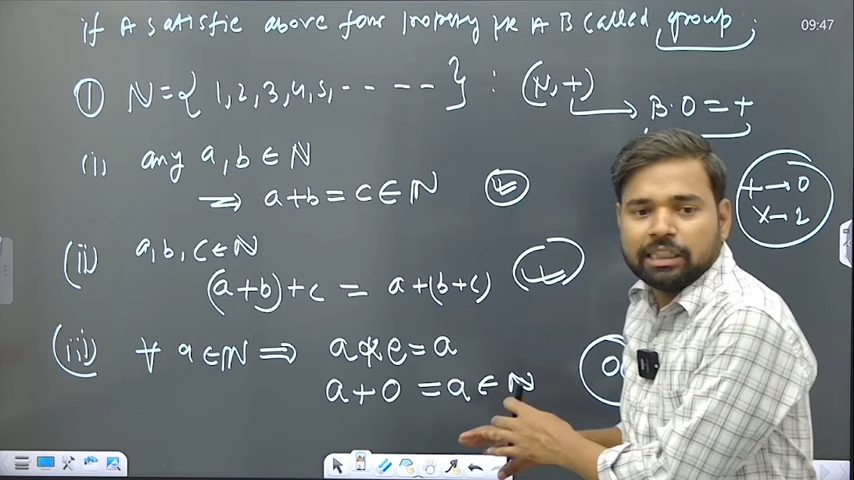 if A satisfie above four property the A B called group.
09:47
① N = { 1, 2, 3, 4, 5, - - - - - } : (N, +)
B.O = +
(i) any a, b ∈ N
⇒ a+b = c ∈ N
+ → 0
× → 1
(ii) a, b, c ∈ N
(a+b)+c = a+(b+c)
(iii) ∀ a ∈ N ⇒ a * e = a
a + 0 = a ∈ N
0